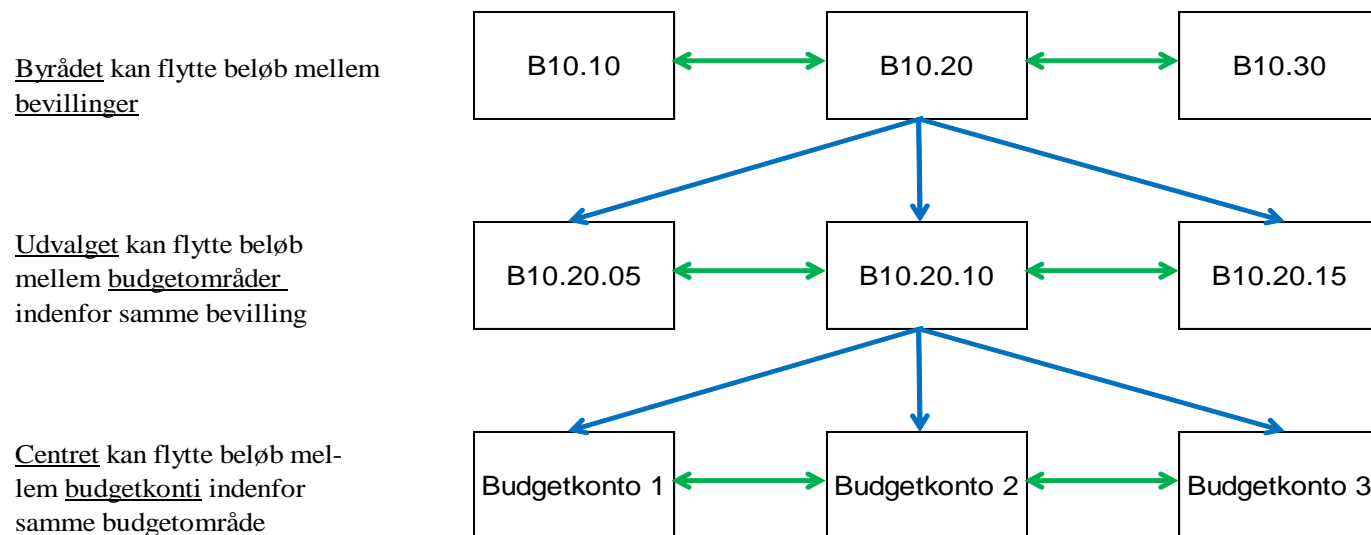 Byrådet kan flytte beløb mellem
bevillinger
B10.10
B10.20
B10.30
Udvalget kan flytte beløb
mellem budgetområder
indenfor samme bevilling
B10.20.05
B10.20.10
B10.20.15
Centret kan flytte beløb mel-
lem budgetkonti indenfor
samme budgetområde
Budgetkonto 1
Budgetkonto 2
Budgetkonto 3